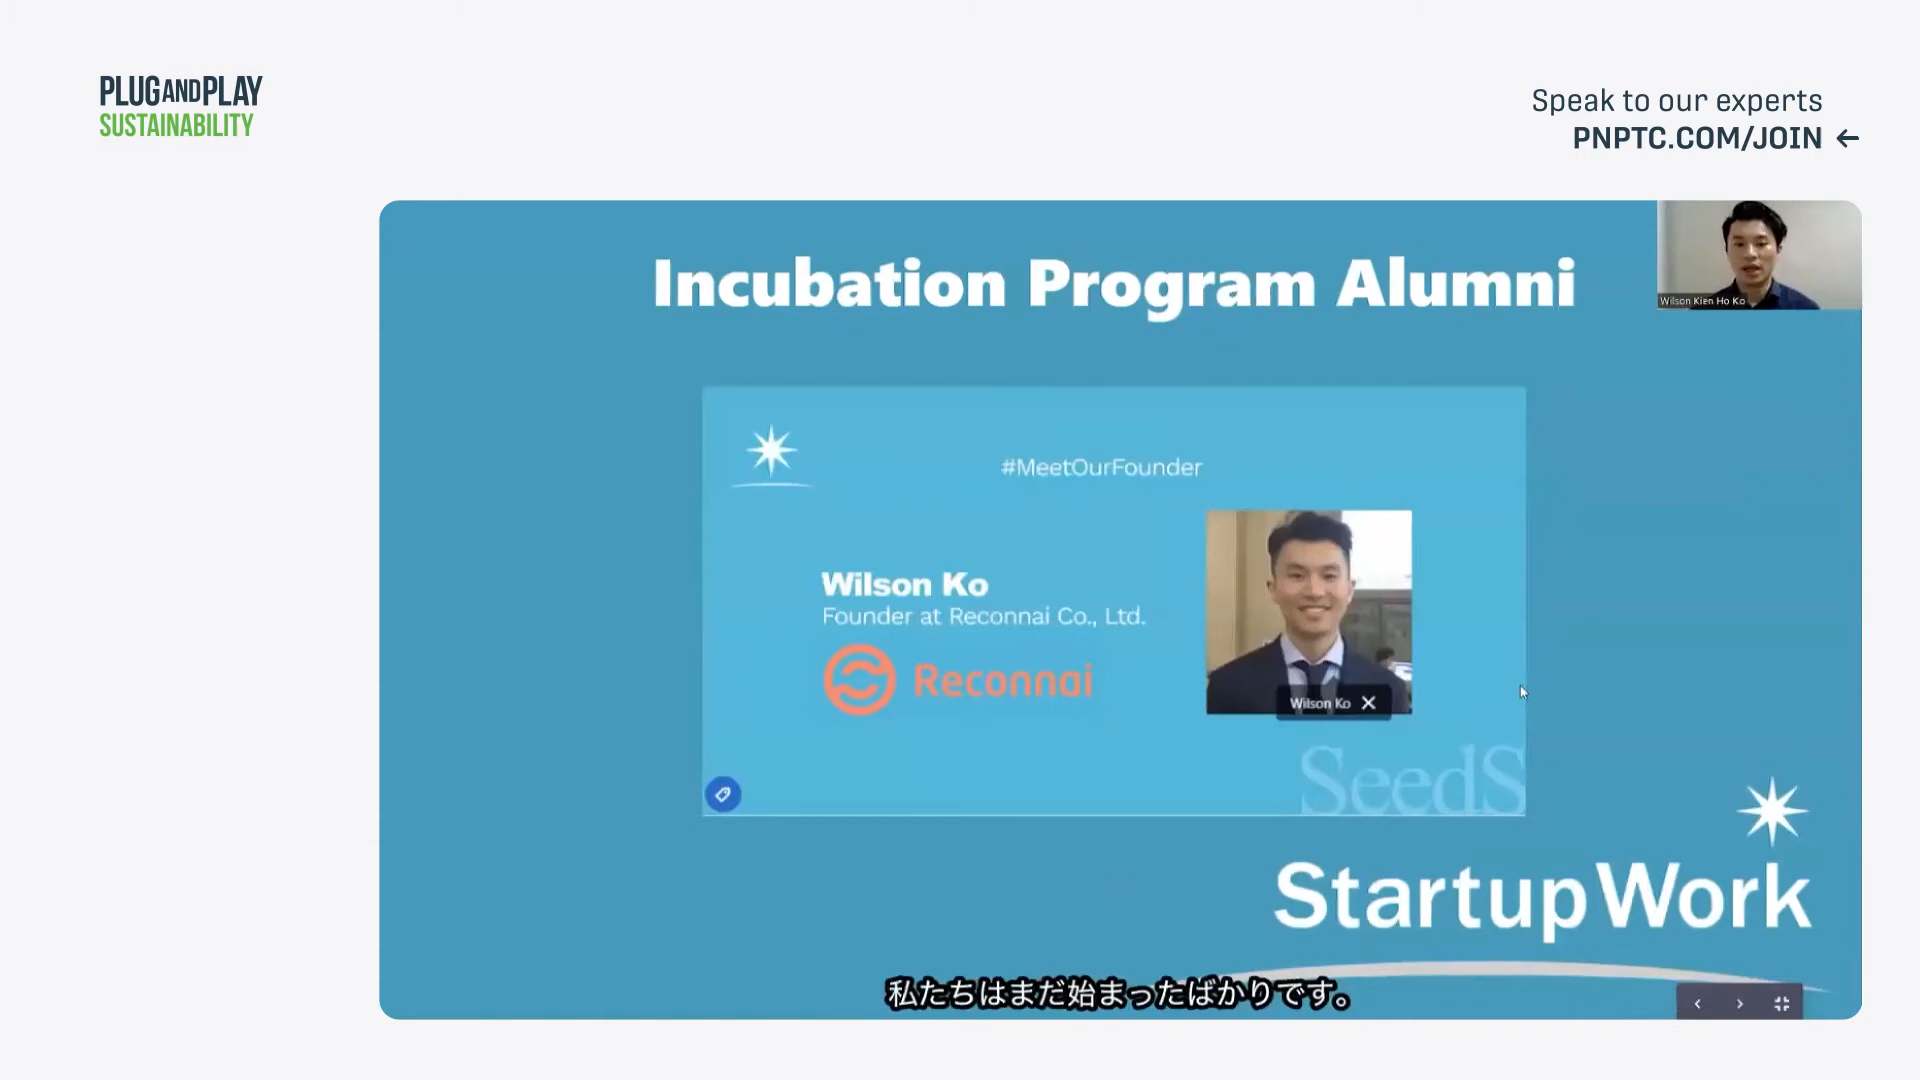 PLUGANDPLAY
SUSTAINABILITY
Speak to our experts
PNPTC.COM/JOIN ←
Incubation Program Alumni
Wilson Kien Ho Ko
#MeetOurFounder
Wilson Ko
Founder at Reconnai Co., Ltd.
Reconnai
Wilson Ko
SeedS
StartupWork
私たちはまだ始まったばかりです。